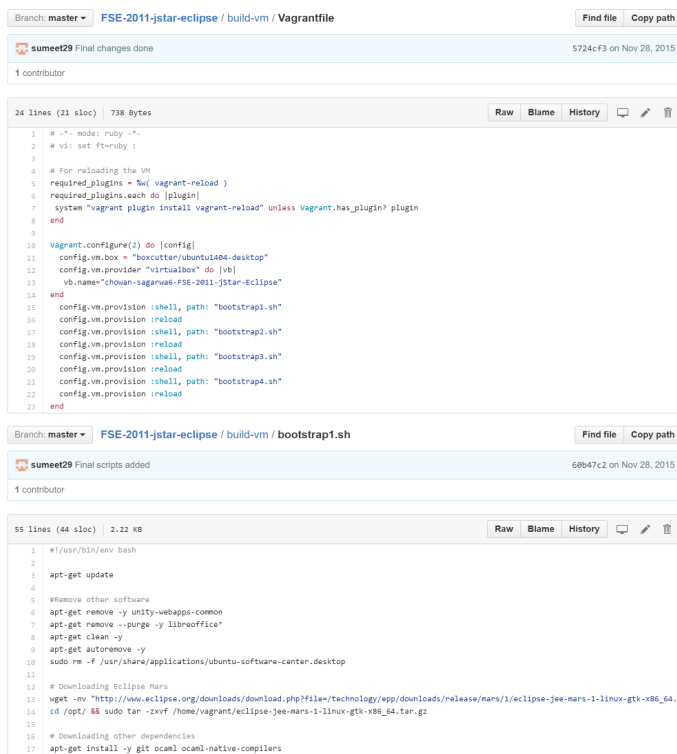 Branch: master FSE-2011-jstar-eclipse / build-vm / Vagrantfile Find file Copy path
sumeet29 Final changes done 5724cf3 on Nov 28, 2015
1 contributor
24 lines (21 sloc) 738 Bytes Raw Blame History
1 # -*- mode: ruby -*-
2 # vi: set ft=ruby :
3
4 # For reloading the VM
5 required_plugins = %w( vagrant-reload )
6 required_plugins.each do |plugin|
7 system "vagrant plugin install vagrant-reload" unless Vagrant.has_plugin? plugin
8 end
9
10 Vagrant.configure(2) do |config|
11 config.vm.box = "boxcutter/ubuntu1404-desktop"
12 config.vm.provider "virtualbox" do |vb|
13 vb.name="chowan-sagarwa6-FSE-2011-jStar-Eclipse"
14 end
15 config.vm.provision :shell, path: "bootstrap1.sh"
16 config.vm.provision :reload
17 config.vm.provision :shell, path: "bootstrap2.sh"
18 config.vm.provision :reload
19 config.vm.provision :shell, path: "bootstrap3.sh"
20 config.vm.provision :reload
21 config.vm.provision :shell, path: "bootstrap4.sh"
22 config.vm.provision :reload
23 end
Branch: master FSE-2011-jstar-eclipse / build-vm / bootstrap1.sh Find file Copy path
sumeet29 Final scripts added 60b47c2 on Nov 28, 2015
1 contributor
55 lines (44 sloc) 2.22 KB Raw Blame History
1 #!/usr/bin/env bash
2
3 apt-get update
4
5 #Remove other software
6 apt-get remove -y unity-webapps-common
7 apt-get remove --purge -y libreoffice*
8 apt-get clean -y
9 apt-get autoremove -y
10 sudo rm -f /usr/share/applications/ubuntu-software-center.desktop
11
12 # Downloading Eclipse Mars
13 wget -nv "http://www.eclipse.org/downloads/download.php?file=/technology/epp/downloads/release/mars/1/eclipse-jee-mars-1-linux-gtk-x86_64.
14 cd /opt/ && sudo tar -zxvf /home/vagrant/eclipse-jee-mars-1-linux-gtk-x86_64.tar.gz
15
16 # Downloading other dependencies
17 apt-get install -y git ocaml ocaml-native-compilers